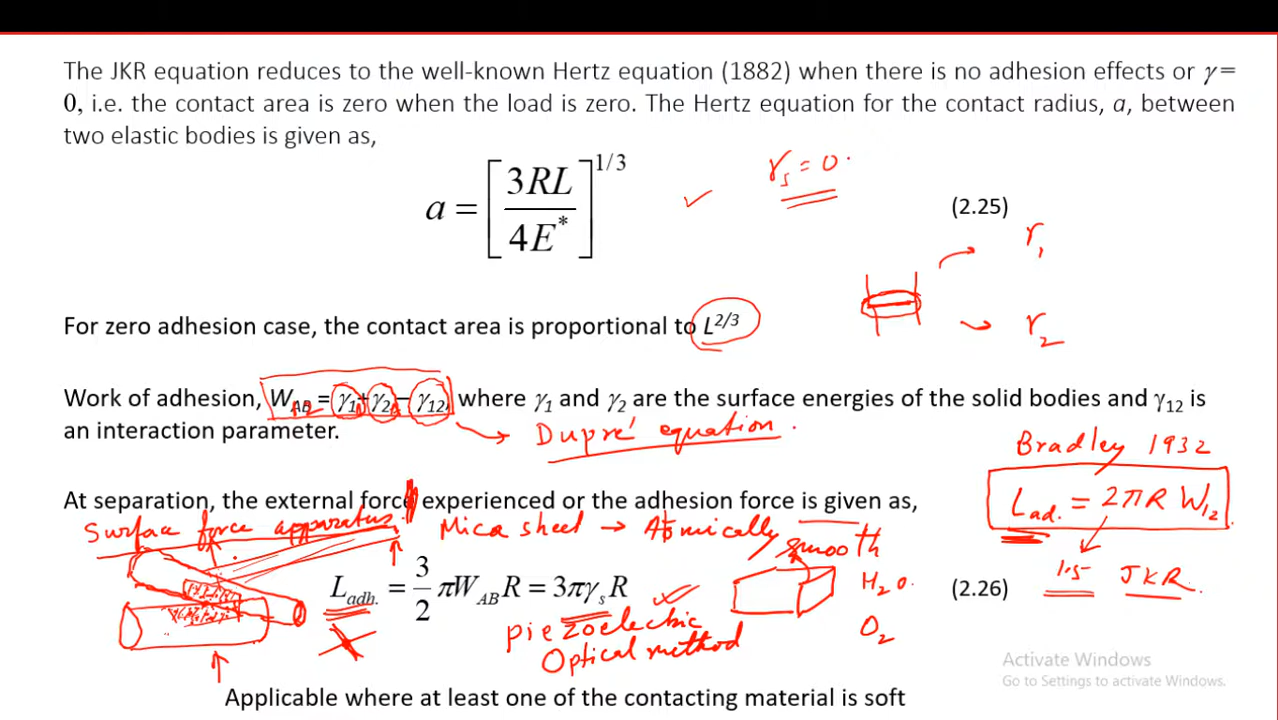 The JKR equation reduces to the well-known Hertz equation (1882) when there is no adhesion effects or γ=
0, i.e. the contact area is zero when the load is zero. The Hertz equation for the contact radius, a, between
two elastic bodies is given as,
a = [3RL / 4E*]^1/3
γs = 0
(2.25)
r1
r2
For zero adhesion case, the contact area is proportional to L^2/3
Work of adhesion, W_AB = γ1 + γ2 − γ12, where γ1 and γ2 are the surface energies of the solid bodies and γ12 is
an interaction parameter.
Dupre' equation.
Bradley 1932
At separation, the external force experienced or the adhesion force is given as,
L_ad. = 2πR W12
Surface force apparatus. Mica sheet → Atomically smooth
L_adh. = 3/2 πW_AB R = 3πγ_s R
H2O.
(2.26)
1.5 JKR.
O2
piezoelectric
Optical method
Activate Windows
Go to Settings to activate Windows.
Applicable where at least one of the contacting material is soft